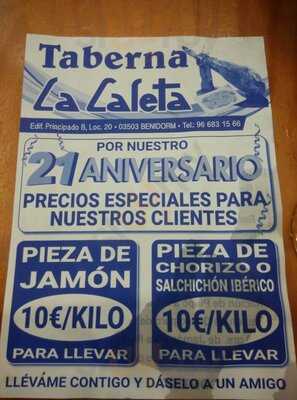 Taberna
La Caleta
Edif. Principado 8, Loc. 20 • 03503 BENIDORM • Tel.: 96 683 15 66
POR NUESTRO
21 ANIVERSARIO
PRECIOS ESPECIALES PARA
NUESTROS CLIENTES
PIEZA DE
JAMÓN
10€/KILO
PARA LLEVAR
PIEZA DE
CHORIZO O
SALCHICHÓN IBÉRICO
10€/KILO
PARA LLEVAR
LLÉVAME CONTIGO Y DÁSELO A UN AMIGO